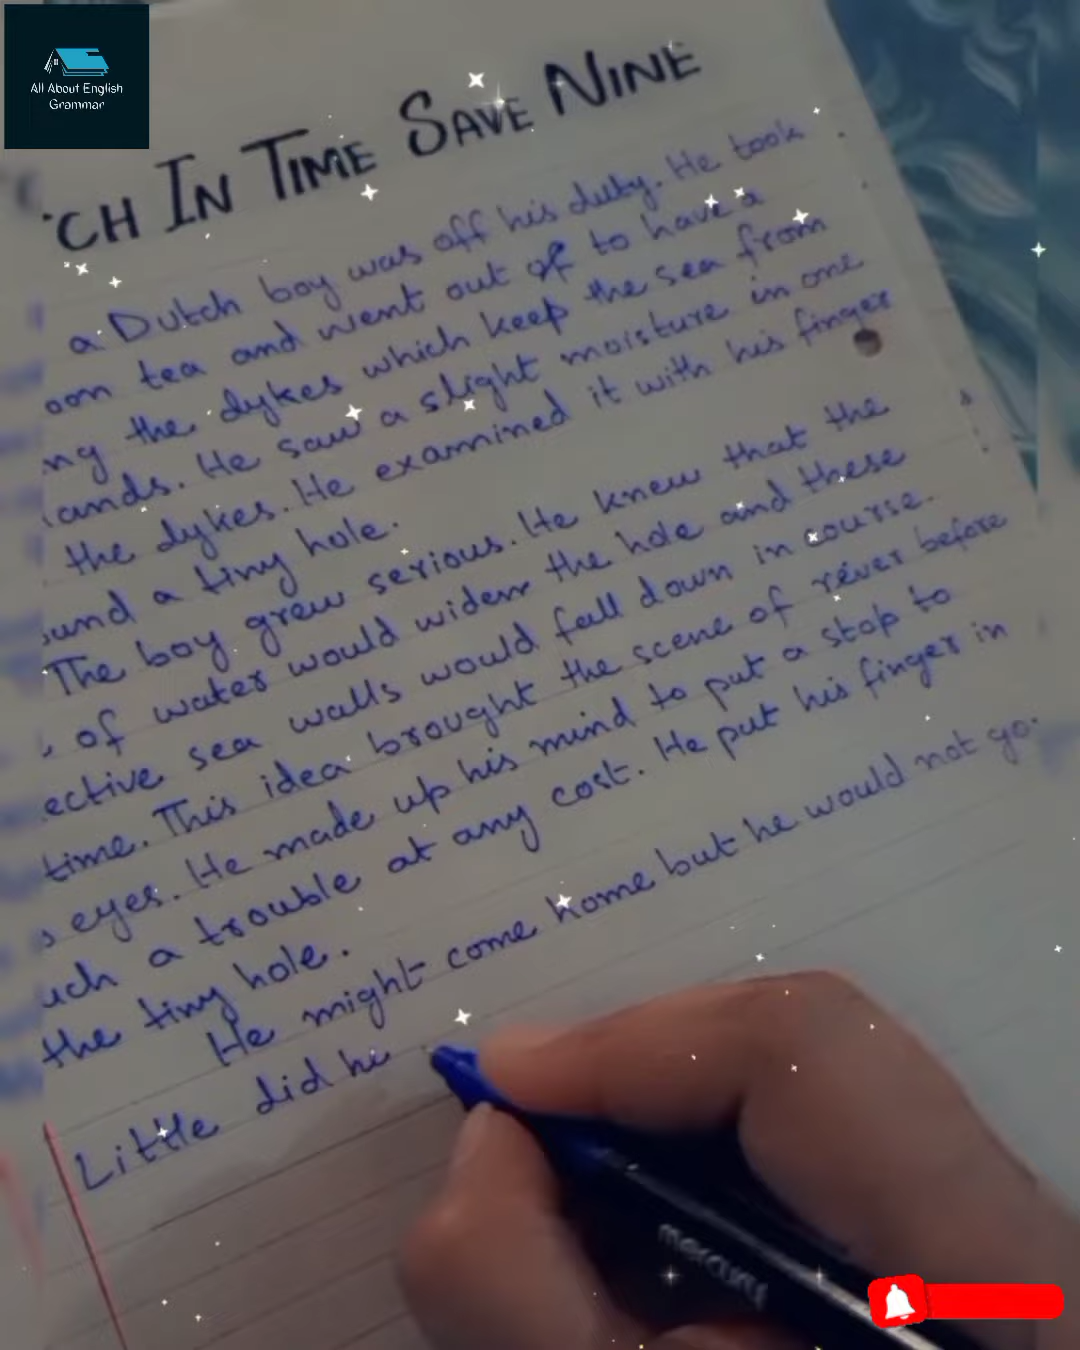 All About English
Grammar
CH IN TIME SAVE NINE
a Dutch boy was off his duty. He took
oon tea and went out of to have a
ng the dykes which keep the sea from
lands. He saw a slight moisture in one
the dykes. He examined it with his finger
ound a tiny hole.
The boy grew serious. He knew that the
of water would widen the hole and these
ective sea walls would fall down in course.
time. This idea brought the scene of réver before
s eyes. He made up his mind to put a stop to
uch a trouble at any cost. He put his finger in
the tiny hole.
He might come home but he would not go.
Little did he
mercury